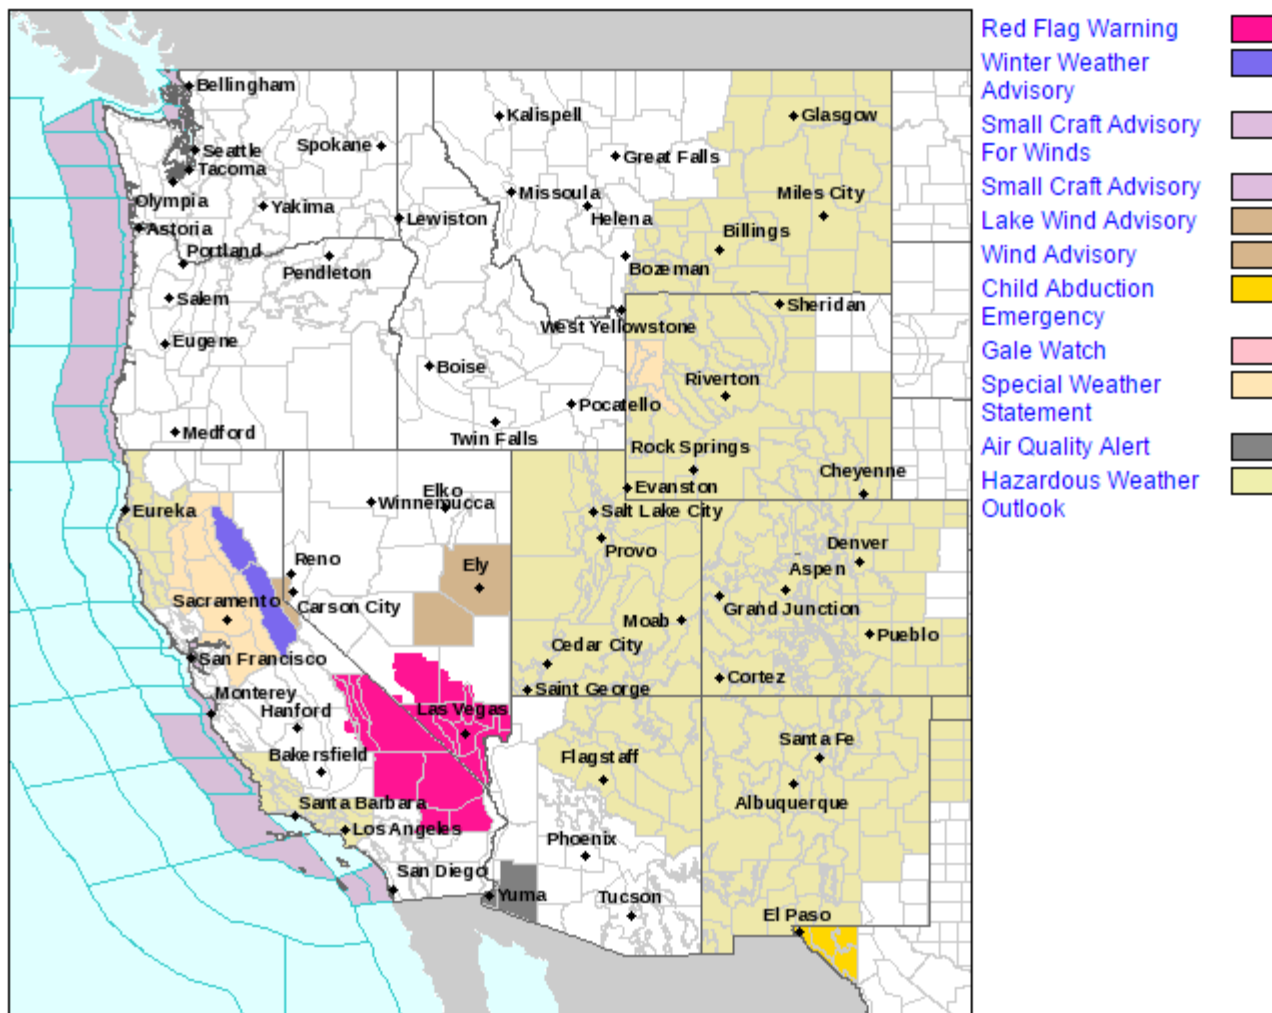 Bellingham
Kalispell
Glasgow
Seattle
Spokane
Great Falls
Tacoma
Olympia
Yakima
Missoula
Miles City
Astoria
Lewiston
Helena
Billings
Portland
Pendleton
Bozeman
Salem
Sheridan
West Yellowstone
Eugene
Boise
Riverton
Pocatello
Medford
Twin Falls
Rock Springs
Cheyenne
Elko
Winnemucca
Evanston
Eureka
Salt Lake City
Reno
Ely
Provo
Denver
Aspen
Sacramento
Carson City
Grand Junction
Moab
Pueblo
San Francisco
Cedar City
Saint George
Cortez
Monterey
Hanford
Las Vegas
Bakersfield
Flagstaff
Santa Fe
Santa Barbara
Albuquerque
Los Angeles
Phoenix
San Diego
Yuma
Tucson
El Paso
Red Flag Warning
Winter Weather
Advisory
Small Craft Advisory
For Winds
Small Craft Advisory
Lake Wind Advisory
Wind Advisory
Child Abduction
Emergency
Gale Watch
Special Weather
Statement
Air Quality Alert
Hazardous Weather
Outlook